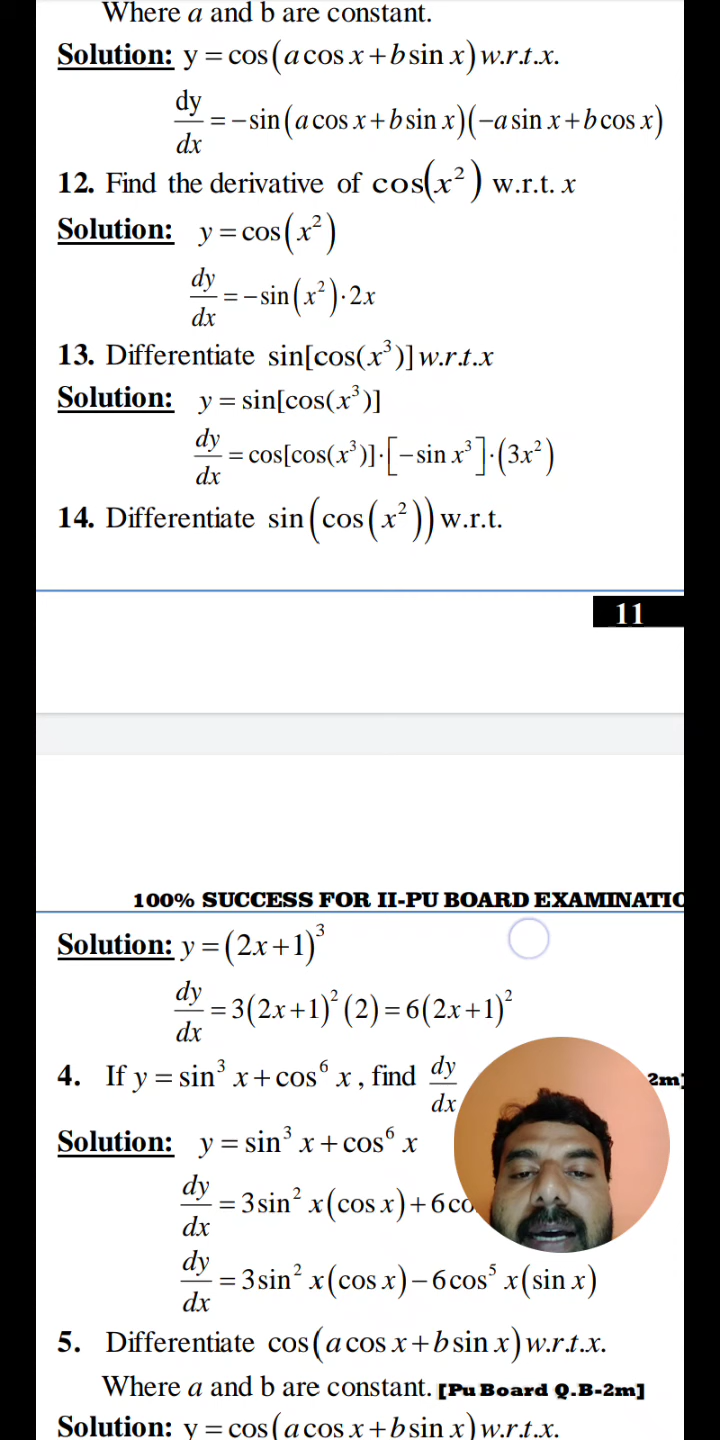 Where a and b are constant.
Solution: y = cos(a cos x + b sin x) w.r.t.x.
dy/dx = −sin(a cos x + b sin x)(−a sin x + b cos x)
12. Find the derivative of cos(x²) w.r.t. x
Solution: y = cos(x²)
dy/dx = −sin(x²)·2x
13. Differentiate sin[cos(x³)] w.r.t.x
Solution: y = sin[cos(x³)]
dy/dx = cos[cos(x³)]·[−sin x³]·(3x²)
14. Differentiate sin(cos(x²)) w.r.t.
11
100% SUCCESS FOR II-PU BOARD
Solution: y = (2x+1)³
dy/dx = 3(2x+1)² (2) = 6(2x+1)²
4. If y = sin³ x + cos⁶ x, find dy/dx 2m]
Solution: y = sin³ x + cos⁶ x
dy/dx = 3sin² x(cos x) + 6
dy/dx = 3sin² x(cos x) − 6cos⁵ x(sin x)
5. Differentiate cos(a cos x + b sin x) w.r.t.x.
Where a and b are constant. [Pu Board Q.B-2m]
Solution: y = cos(a cos x + b sin x) w.r.t.x.